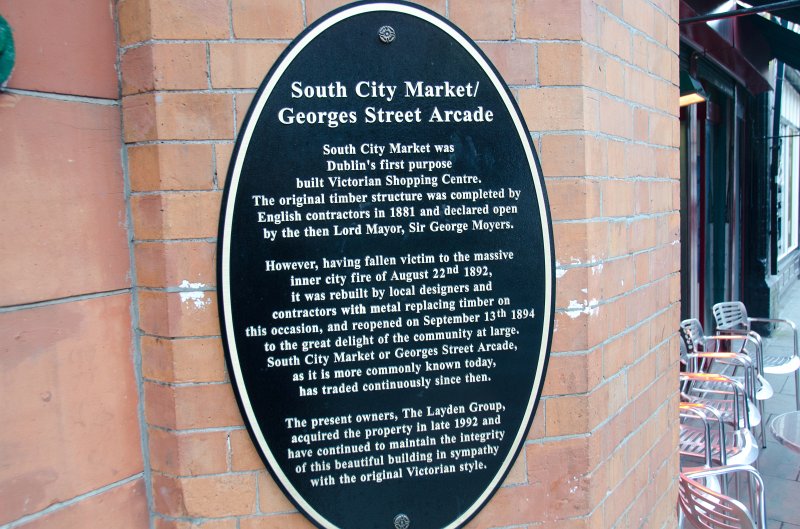 South City Market/
Georges Street Arcade
South City Market was
Dublin's first purpose
built Victorian Shopping Centre.
The original timber structure was completed by
English contractors in 1881 and declared open
by the then Lord Mayor, Sir George Moyers.
However, having fallen victim to the massive
inner city fire of August 22nd 1892,
it was rebuilt by local designers and
contractors with metal replacing timber on
this occasion, and reopened on September 13th 1894
to the great delight of the community at large.
South City Market or Georges Street Arcade,
as it is more commonly known today,
has traded continuously since then.
The present owners, The Layden Group,
acquired the property in late 1992 and
have continued to maintain the integrity
of this beautiful building in sympathy
with the original Victorian style.